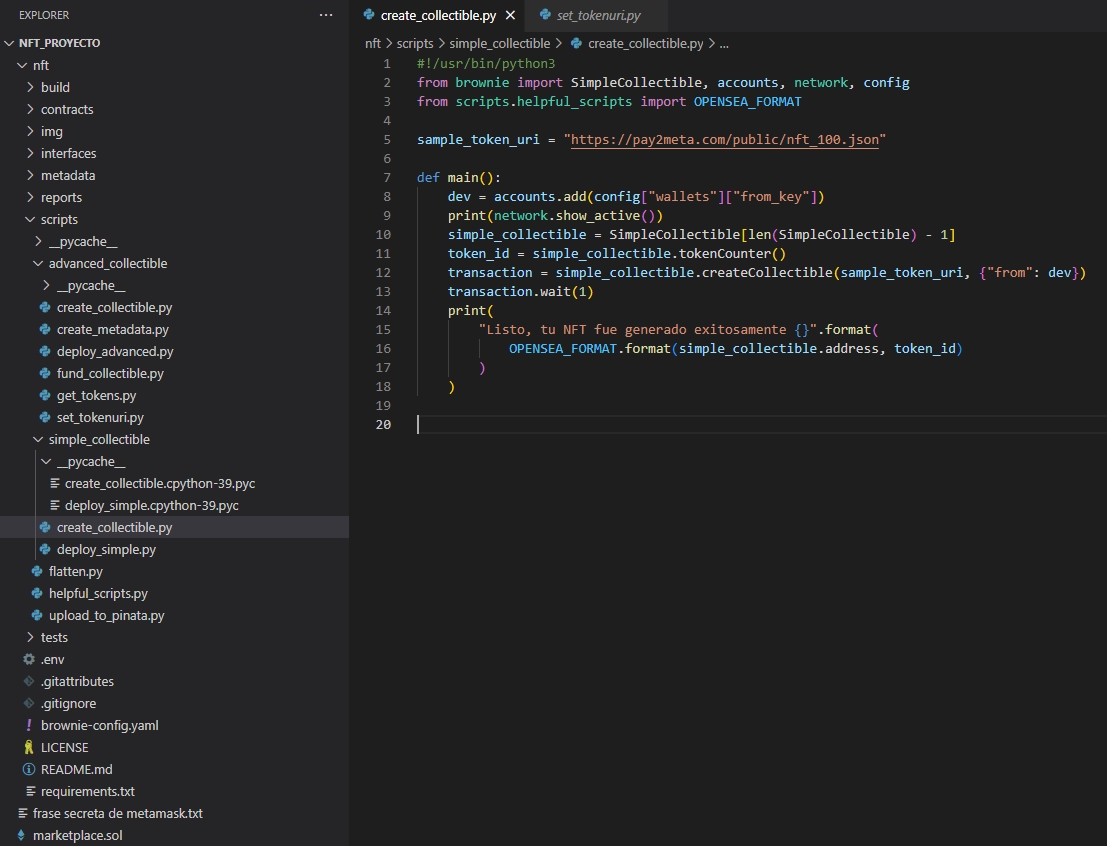 EXPLORER
NFT_PROYECTO
nft
build
contracts
img
interfaces
metadata
reports
scripts
__pycache__
advanced_collectible
__pycache__
create_collectible.py
create_metadata.py
deploy_advanced.py
fund_collectible.py
get_tokens.py
set_tokenuri.py
simple_collectible
__pycache__
create_collectible.cpython-39.pyc
deploy_simple.cpython-39.pyc
create_collectible.py
deploy_simple.py
flatten.py
helpful_scripts.py
upload_to_pinata.py
tests
.env
.gitattributes
.gitignore
brownie-config.yaml
LICENSE
README.md
requirements.txt
frase secreta de metamask.txt
marketplace.sol
create_collectible.py set_tokenuri.py
nft > scripts > simple_collectible > create_collectible.py > ...
1 #!/usr/bin/python3
2 from brownie import SimpleCollectible, accounts, network, config
3 from scripts.helpful_scripts import OPENSEA_FORMAT
4
5 sample_token_uri = "https://pay2meta.com/public/nft_100.json"
6
7 def main():
8     dev = accounts.add(config["wallets"]["from_key"])
9     print(network.show_active())
10     simple_collectible = SimpleCollectible[len(SimpleCollectible) - 1]
11     token_id = simple_collectible.tokenCounter()
12     transaction = simple_collectible.createCollectible(sample_token_uri, {"from": dev})
13     transaction.wait(1)
14     print(
15         "Listo, tu NFT fue generado exitosamente {}".format(
16             OPENSEA_FORMAT.format(simple_collectible.address, token_id)
17         )
18     )
19
20